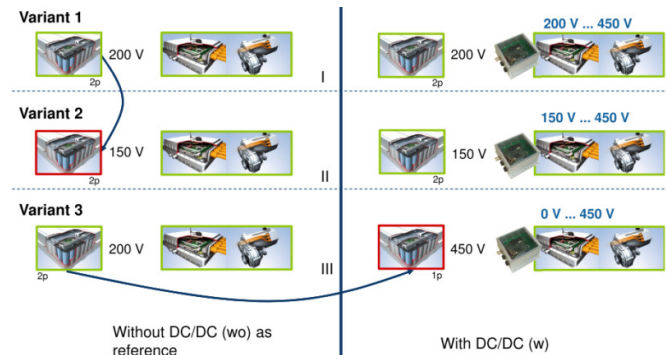 Variant 1
200 V
2p
I
200 V
2p
200 V ... 450 V
Variant 2
150 V
2p
II
150 V
2p
150 V ... 450 V
Variant 3
200 V
2p
III
450 V
1p
0 V ... 450 V
Without DC/DC (wo) as
reference
With DC/DC (w)